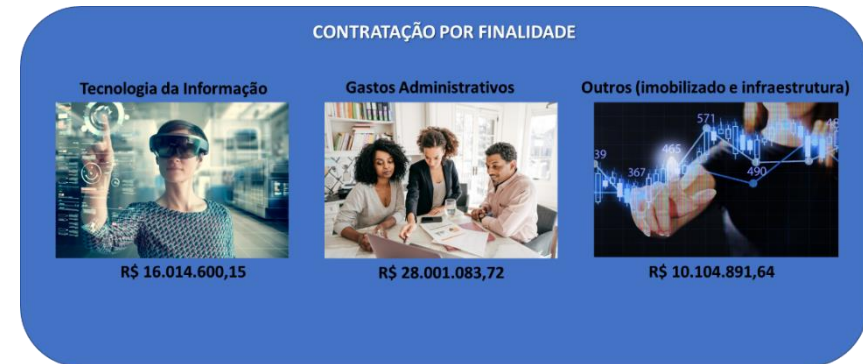 CONTRATAÇÃO POR FINALIDADE
Tecnologia da Informação
Gastos Administrativos
Outros (imobilizado e infraestrutura)
39
367
465
571
490
R$ 16.014.600,15
R$ 28.001.083,72
R$ 10.104.891,64